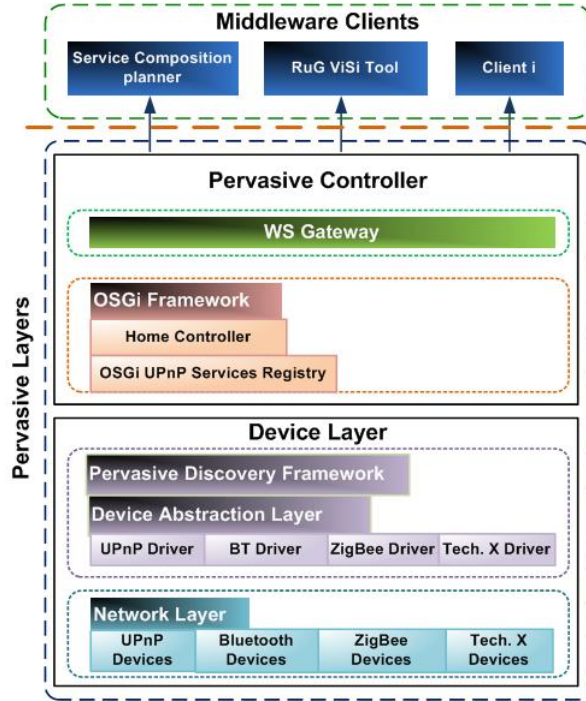 Middleware Clients
Service Composition
planner
RuG ViSi Tool
Client i
Pervasive Layers
Pervasive Controller
WS Gateway
OSGi Framework
Home Controller
OSGi UPnP Services Registry
Device Layer
Pervasive Discovery Framework
Device Abstraction Layer
UPnP Driver
BT Driver
ZigBee Driver
Tech. X Driver
Network Layer
UPnP
Devices
Bluetooth
Devices
ZigBee
Devices
Tech. X
Devices